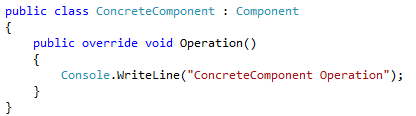 public class ConcreteComponent : Component
{
    public override void Operation()
    {
        Console.WriteLine("ConcreteComponent Operation");
    }
}